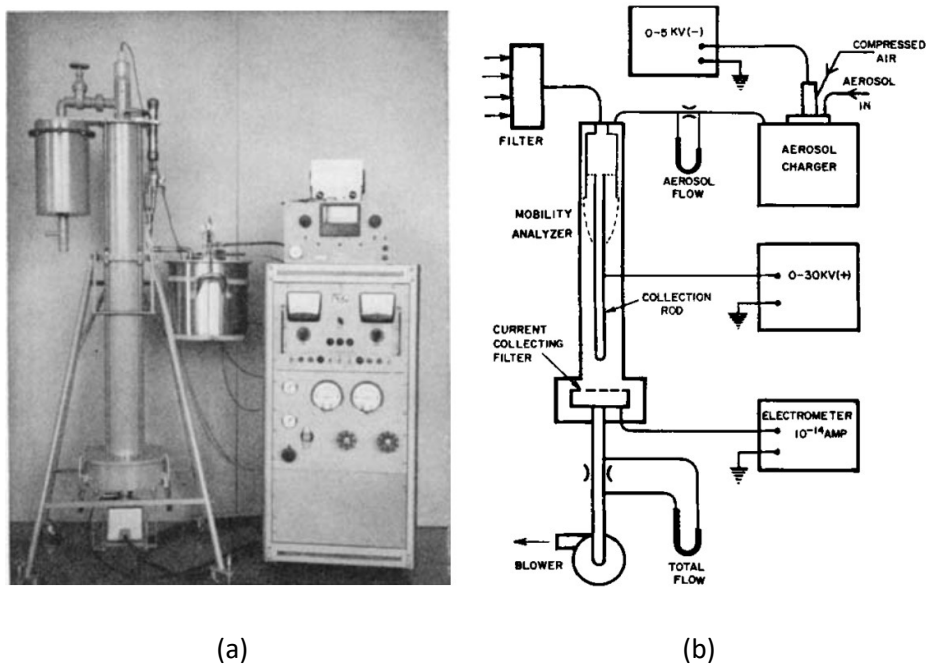 0-5 KV(-)
COMPRESSED
AIR
AEROSOL
IN
FILTER
AEROSOL
FLOW
AEROSOL
CHARGER
MOBILITY
ANALYZER
0-30KV(+)
COLLECTION
ROD
CURRENT
COLLECTING
FILTER
ELECTROMETER
10⁻¹⁴AMP
BLOWER
TOTAL
FLOW
(a)
(b)